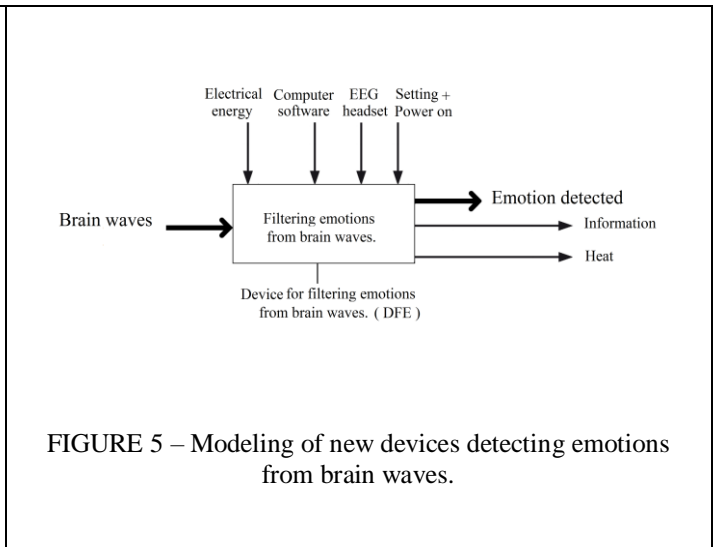 Electrical energy
Computer software
EEG headset
Setting + Power on
Brain waves
Filtering emotions
from brain waves.
Emotion detected
Information
Heat
Device for filtering emotions
from brain waves. ( DFE )
FIGURE 5 – Modeling of new devices detecting emotions
from brain waves.